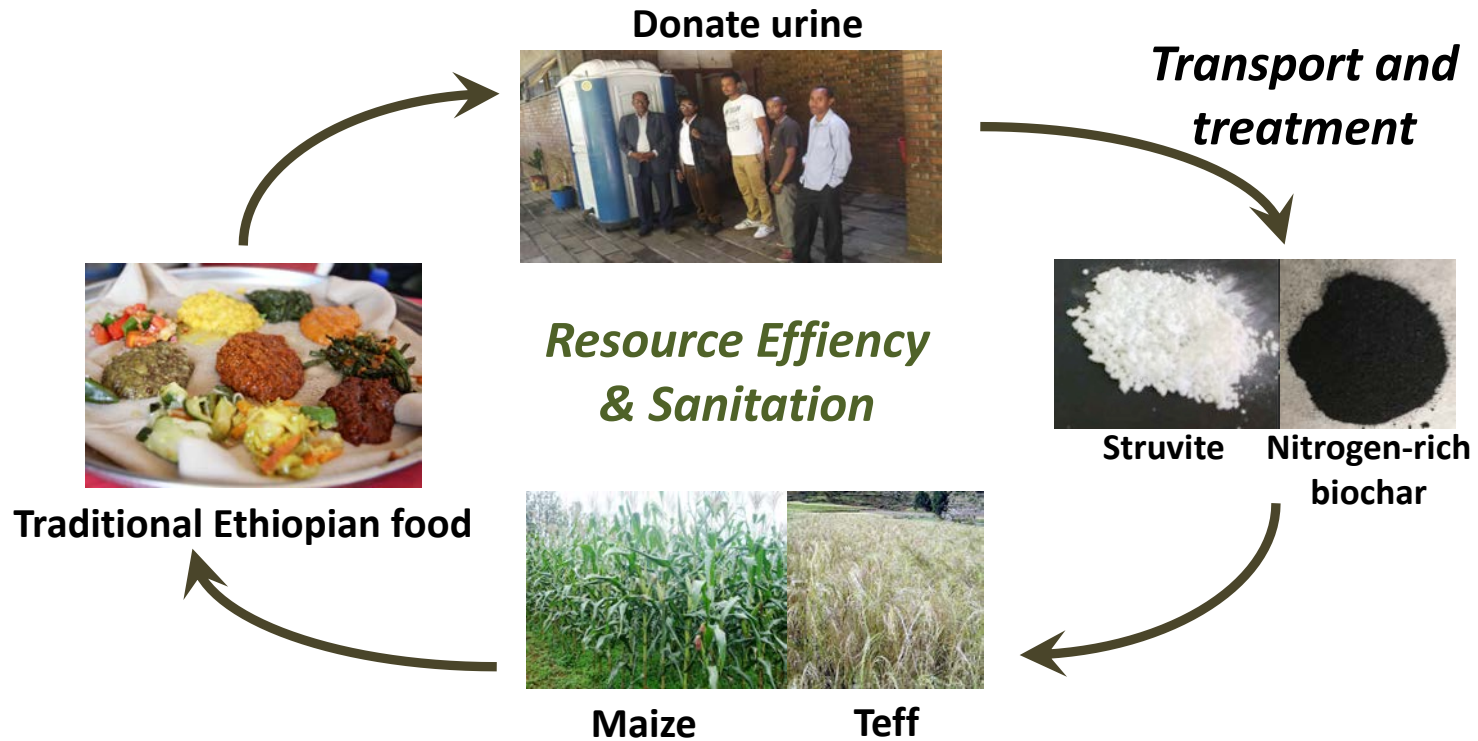 Donate urine
Transport and
treatment
Resource Effiency
& Sanitation
Struvite
Nitrogen-rich
biochar
Traditional Ethiopian food
Maize
Teff